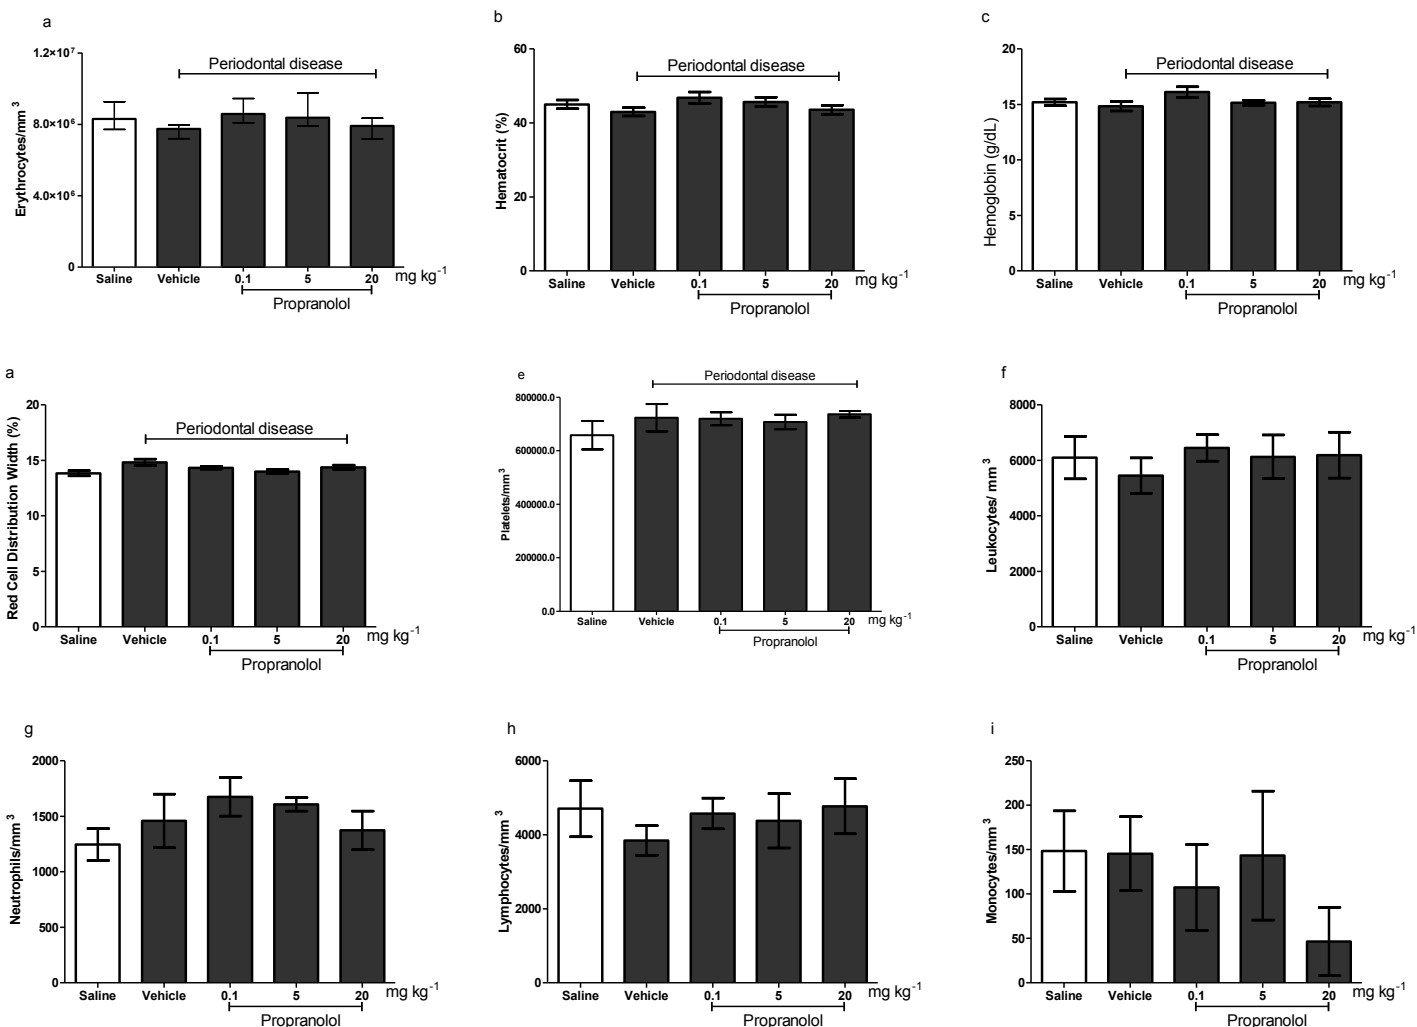 a
1.2×10⁷
8.0×10⁶
4.0×10⁶
0
Erythrocytes/mm³
Periodontal disease
Saline Vehicle 0.1 5 20 mg kg⁻¹
Propranolol
b
60
40
20
0
Hematocrit (%)
Periodontal disease
Saline Vehicle 0.1 5 20 mg kg⁻¹
Propranolol
c
20
15
10
5
0
Hemoglobin (g/dL)
Periodontal disease
Saline Vehicle 0.1 5 20 mg kg⁻¹
Propranolol
a
20
15
10
5
0
Red Cell Distribution Width (%)
Periodontal disease
Saline Vehicle 0.1 5 20 mg kg⁻¹
Propranolol
e
800000.0
600000.0
400000.0
200000.0
0.0
Platelets/mm³
Periodontal disease
Saline Vehicle 0.1 5 20 mg kg⁻¹
Propranolol
f
8000
6000
4000
2000
0
Leukocytes/ mm³
Saline Vehicle 0.1 5 20 mg kg⁻¹
Propranolol
g
2000
1500
1000
500
0
Neutrophils/mm³
Saline Vehicle 0.1 5 20 mg kg⁻¹
Propranolol
h
6000
4000
2000
0
Lymphocytes/mm³
Saline Vehicle 0.1 5 20 mg kg⁻¹
Propranolol
i
250
200
150
100
50
0
Monocytes/mm³
Saline Vehicle 0.1 5 20 mg kg⁻¹
Propranolol